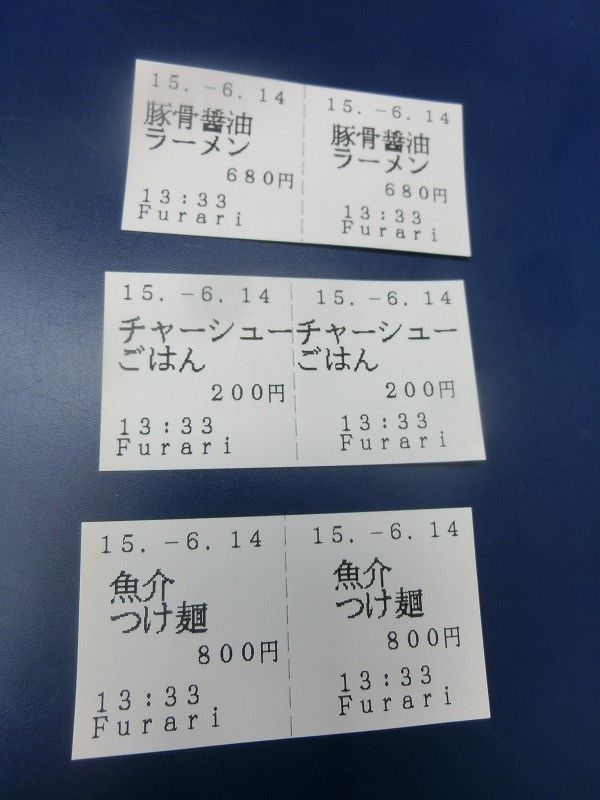 15.-6.14
豚骨醤油
ラーメン
680円
13:33
Furari
15.-6.14
豚骨醤油
ラーメン
680円
13:33
Furari
15.-6.14
チャーシュー
ごはん
200円
13:33
Furari
15.-6.14
チャーシュー
ごはん
200円
13:33
Furari
15.-6.14
魚介
つけ麺
800円
13:33
Furari
15.-6.14
魚介
つけ麺
800円
13:33
Furari